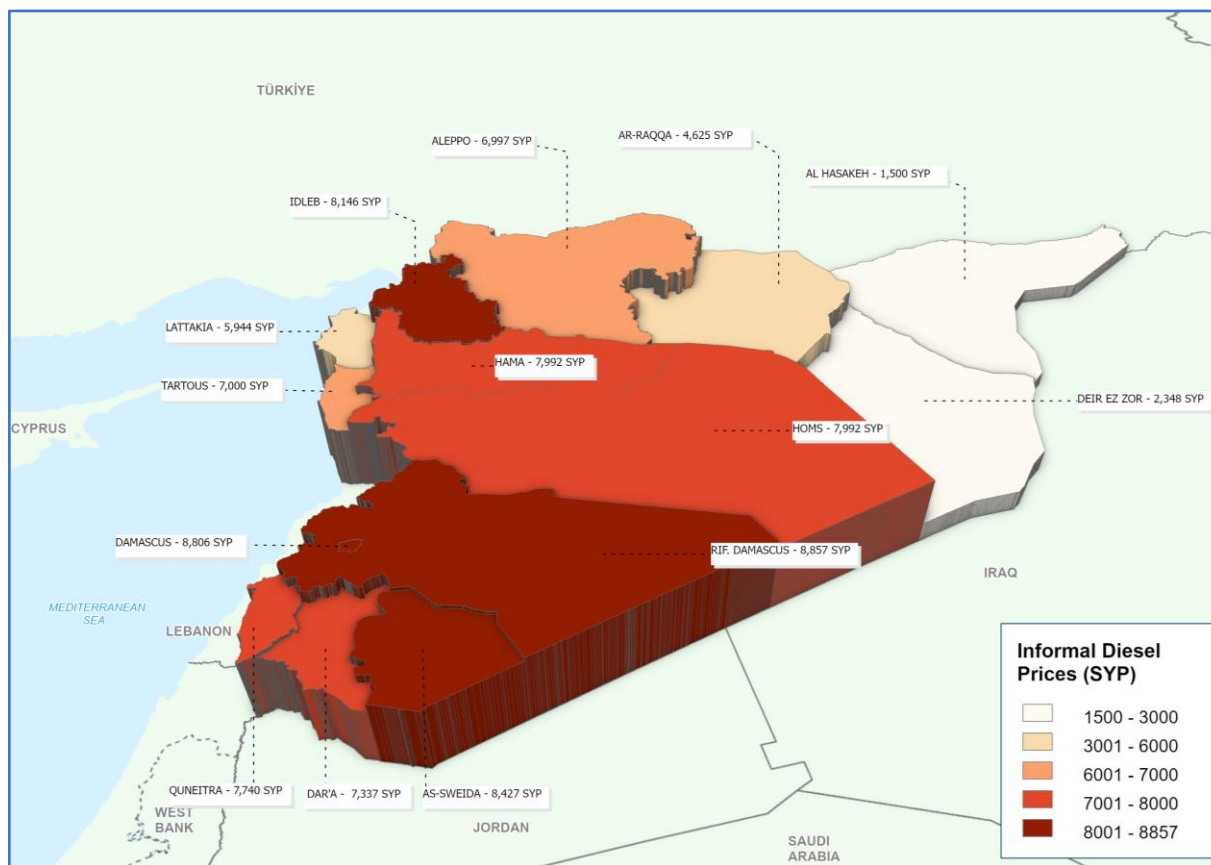 TÜRKİYE
ALEPPO - 6,997 SYP
AR-RAQQA - 4,625 SYP
AL HASAKEH - 1,500 SYP
IDLEB - 8,146 SYP
LATTAKIA - 5,944 SYP
HAMA - 7,992 SYP
TARTOUS - 7,000 SYP
DEIR EZ ZOR - 2,348 SYP
CYPRUS
HOMS - 7,992 SYP
DAMASCUS - 8,806 SYP
RIF. DAMASCUS - 8,857 SYP
IRAQ
MEDITERRANEAN
SEA
LEBANON
QUNEITRA - 7,740 SYP
DAR'A - 7,337 SYP
AS-SWEIDA - 8,427 SYP
WEST
BANK
JORDAN
SAUDI
ARABIA
Informal Diesel
Prices (SYP)
1500 - 3000
3001 - 6000
6001 - 7000
7001 - 8000
8001 - 8857